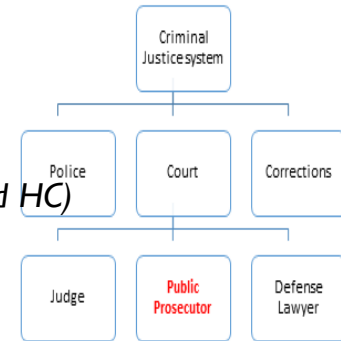 Criminal
Justice system
Police
Court
Corrections
HC)
Judge
Public
Prosecutor
Defense
Lawyer